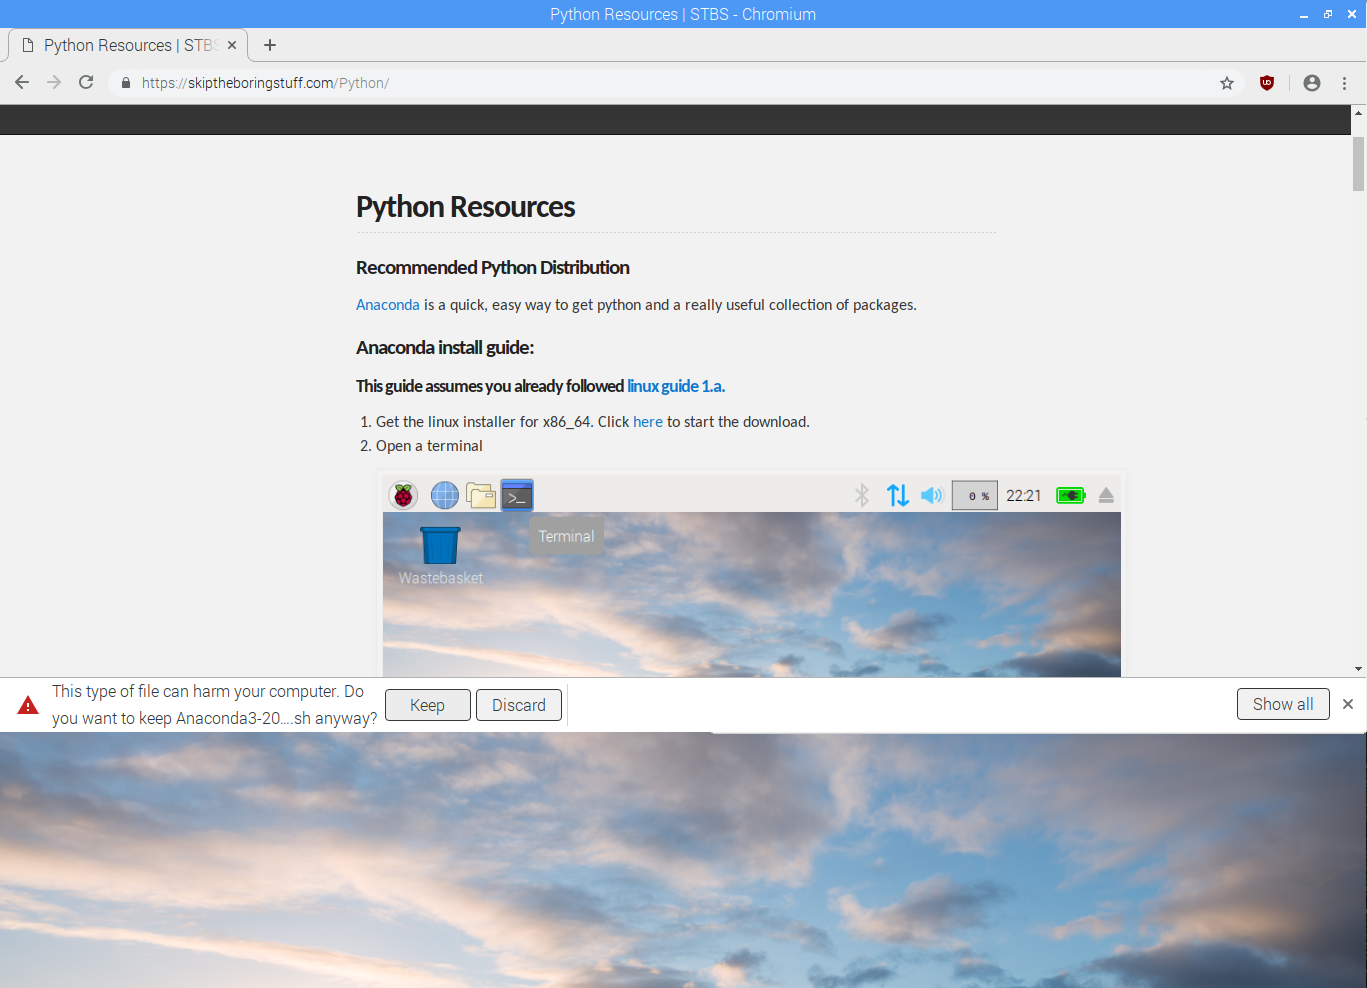 Python Resources | STBS - Chromium
Python Resources | STBS
https://skiptheboringstuff.com/Python/
Python Resources
Recommended Python Distribution
Anaconda is a quick, easy way to get python and a really useful collection of packages.
Anaconda install guide:
This guide assumes you already followed linux guide 1.a.
1. Get the linux installer for x86_64. Click here to start the download.
2. Open a terminal
>_
0 %
22:21
Terminal
Wastebasket
This type of file can harm your computer. Do
you want to keep Anaconda3-20....sh anyway?
Keep
Discard
Show all